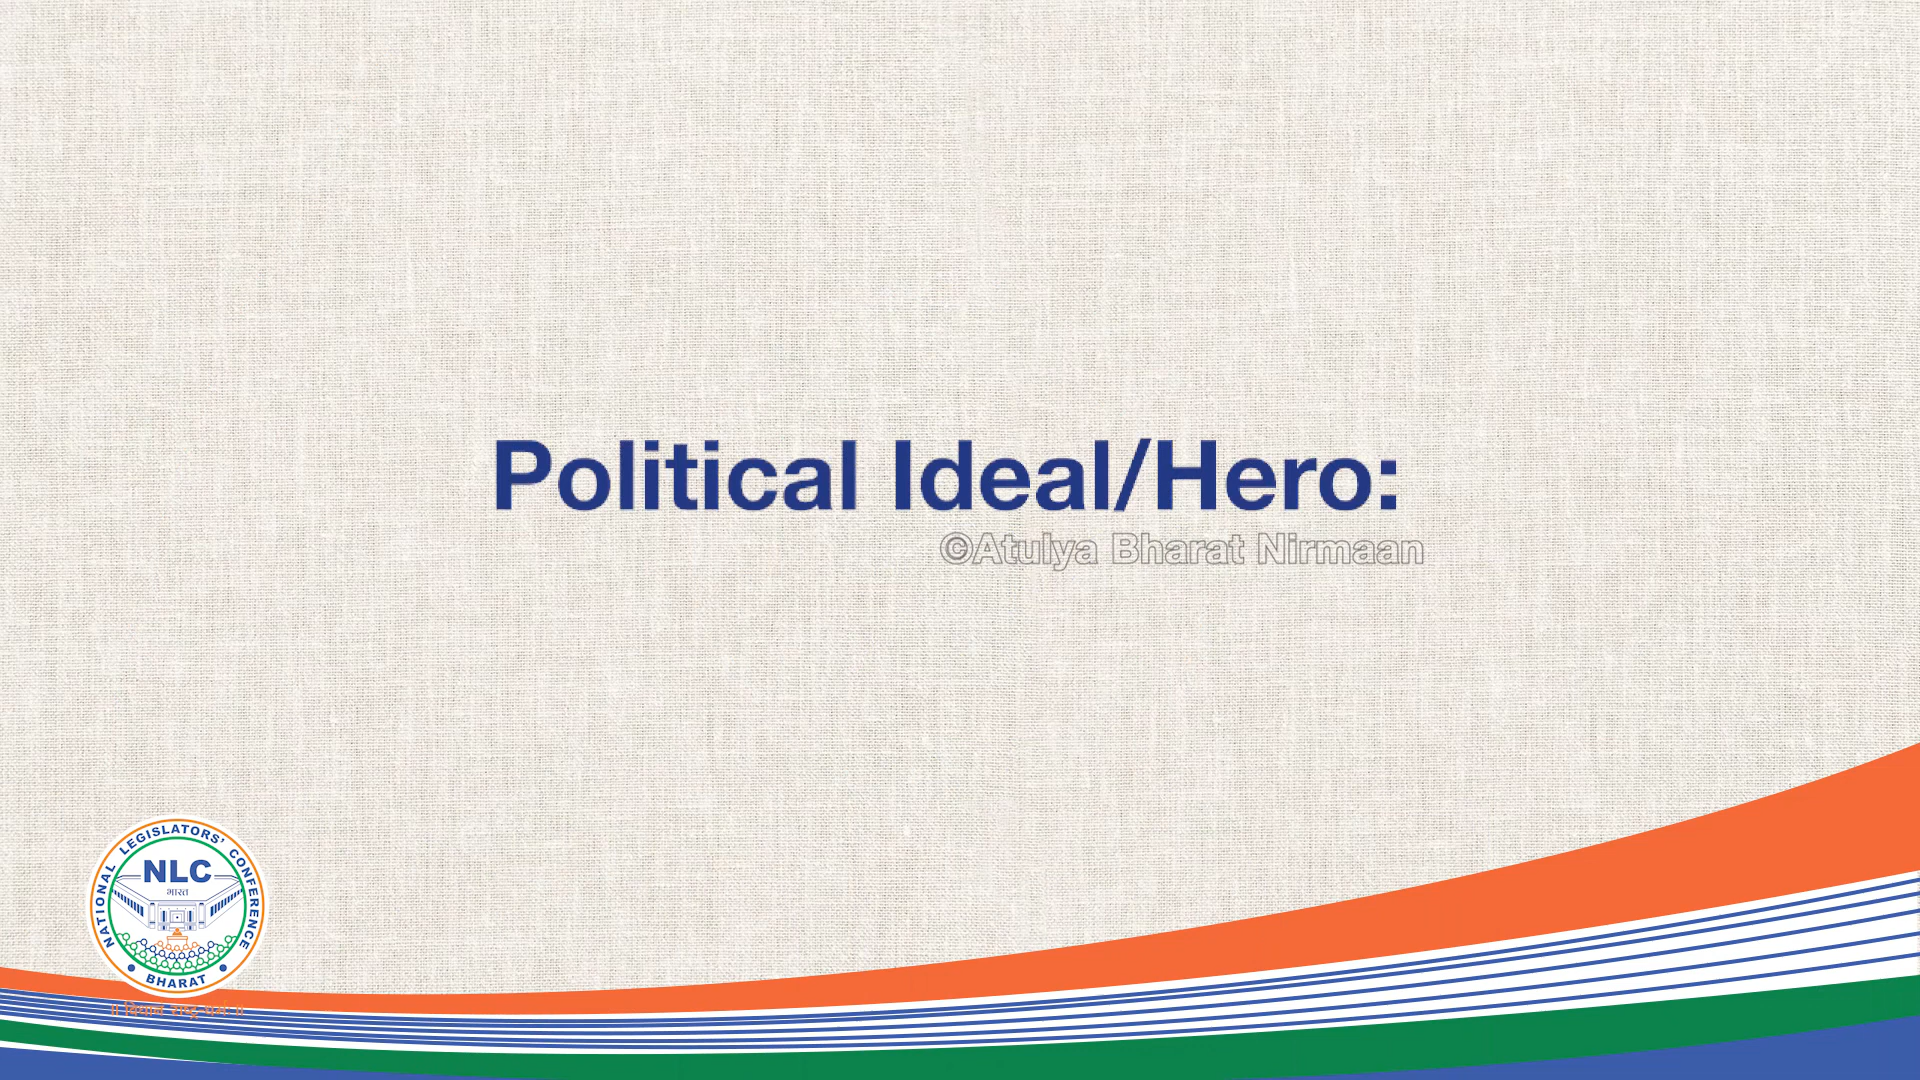 Political Ideal/Hero:
©Atulya Bharat Nirmaan
NATIONAL LEGISLATORS' CONFERENCE
NLC
भारत
BHARAT